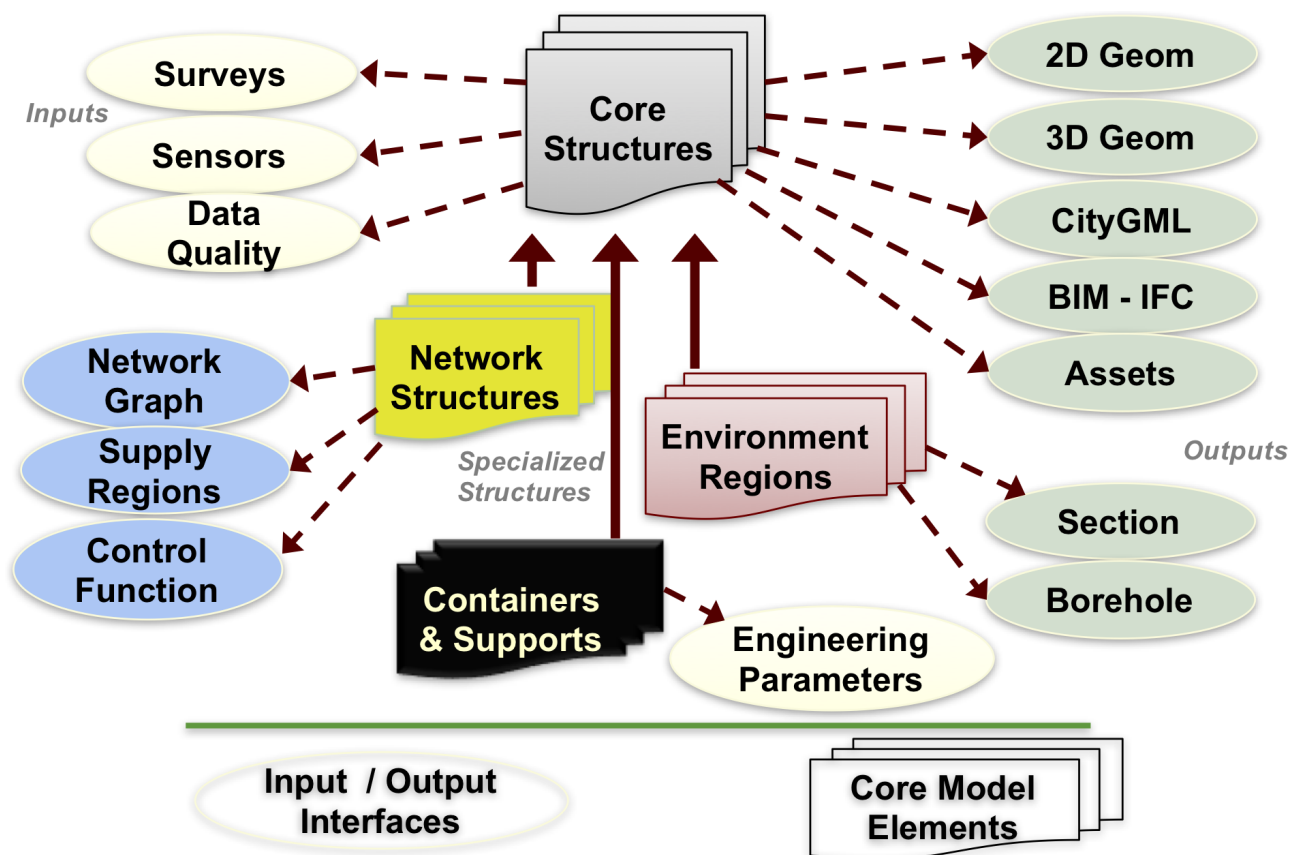 Surveys
Inputs
Sensors
Data
Quality
Core
Structures
2D Geom
3D Geom
CityGML
BIM - IFC
Assets
Network
Graph
Supply
Regions
Control
Function
Network
Structures
Specialized
Structures
Environment
Regions
Outputs
Section
Borehole
Containers
& Supports
Engineering
Parameters
Input / Output
Interfaces
Core Model
Elements